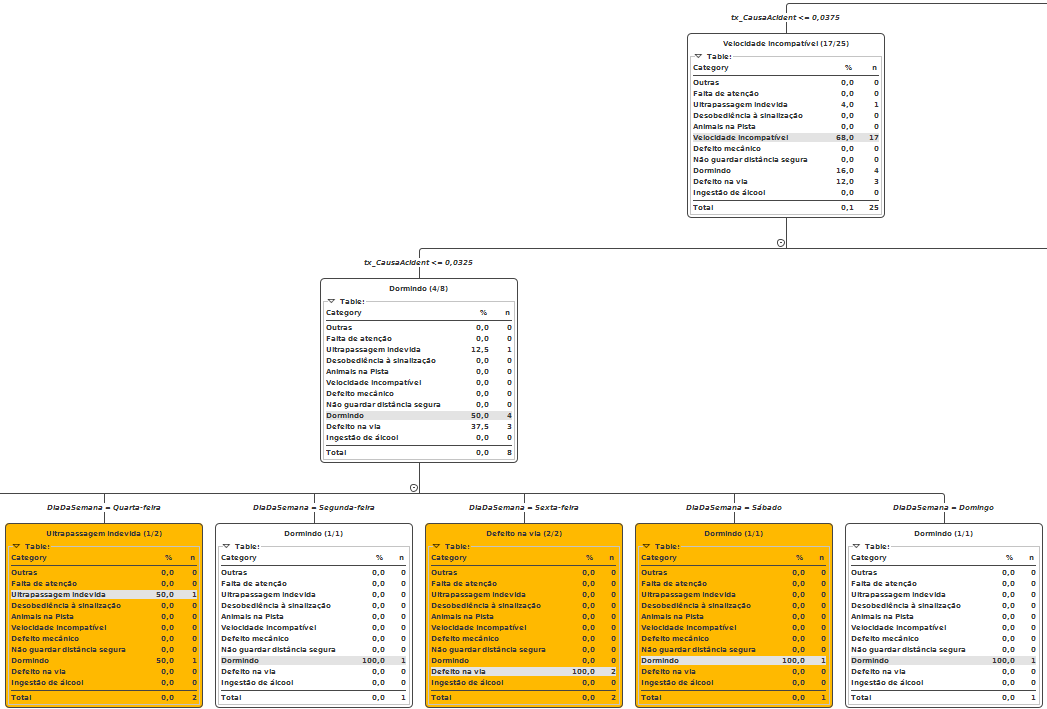 tx_CausaAcident <= 0,0375
Velocidade Incompatível (17/25)
Table:
Category % n
Outras 0,0 0
Falta de atenção 0,0 0
Ultrapassagem Indevida 4,0 1
Desobediência à sinalização 0,0 0
Animais na Pista 0,0 0
Velocidade Incompatível 68,0 17
Defeito mecânico 0,0 0
Não guardar distância segura 0,0 0
Dormindo 16,0 4
Defeito na via 12,0 3
Ingestão de álcool 0,0 0
Total 0,1 25
tx_CausaAcident <= 0,0325
Dormindo (4/8)
Table:
Category % n
Outras 0,0 0
Falta de atenção 0,0 0
Ultrapassagem Indevida 12,5 1
Desobediência à sinalização 0,0 0
Animais na Pista 0,0 0
Velocidade Incompatível 0,0 0
Defeito mecânico 0,0 0
Não guardar distância segura 0,0 0
Dormindo 50,0 4
Defeito na via 37,5 3
Ingestão de álcool 0,0 0
Total 0,0 8
DiaDaSemana = Quarta-feira
Ultrapassagem Indevida (1/2)
Table:
Category % n
Outras 0,0 0
Falta de atenção 0,0 0
Ultrapassagem Indevida 50,0 1
Desobediência à sinalização 0,0 0
Animais na Pista 0,0 0
Velocidade Incompatível 0,0 0
Defeito mecânico 0,0 0
Não guardar distância segura 0,0 0
Dormindo 50,0 1
Defeito na via 0,0 0
Ingestão de álcool 0,0 0
Total 0,0 2
DiaDaSemana = Segunda-feira
Dormindo (1/1)
Table:
Category % n
Outras 0,0 0
Falta de atenção 0,0 0
Ultrapassagem Indevida 0,0 0
Desobediência à sinalização 0,0 0
Animais na Pista 0,0 0
Velocidade Incompatível 0,0 0
Defeito mecânico 0,0 0
Não guardar distância segura 0,0 0
Dormindo 100,0 1
Defeito na via 0,0 0
Ingestão de álcool 0,0 0
Total 0,0 1
DiaDaSemana = Sexta-feira
Defeito na via (2/2)
Table:
Category % n
Outras 0,0 0
Falta de atenção 0,0 0
Ultrapassagem Indevida 0,0 0
Desobediência à sinalização 0,0 0
Animais na Pista 0,0 0
Velocidade Incompatível 0,0 0
Defeito mecânico 0,0 0
Não guardar distância segura 0,0 0
Dormindo 0,0 0
Defeito na via 100,0 2
Ingestão de álcool 0,0 0
Total 0,0 2
DiaDaSemana = Sábado
Dormindo (1/1)
Table:
Category % n
Outras 0,0 0
Falta de atenção 0,0 0
Ultrapassagem Indevida 0,0 0
Desobediência à sinalização 0,0 0
Animais na Pista 0,0 0
Velocidade Incompatível 0,0 0
Defeito mecânico 0,0 0
Não guardar distância segura 0,0 0
Dormindo 100,0 1
Defeito na via 0,0 0
Ingestão de álcool 0,0 0
Total 0,0 1
DiaDaSemana = Domingo
Dormindo (1/1)
Table:
Category % n
Outras 0,0 0
Falta de atenção 0,0 0
Ultrapassagem Indevida 0,0 0
Desobediência à sinalização 0,0 0
Animais na Pista 0,0 0
Velocidade Incompatível 0,0 0
Defeito mecânico 0,0 0
Não guardar distância segura 0,0 0
Dormindo 100,0 1
Defeito na via 0,0 0
Ingestão de álcool 0,0 0
Total 0,0 1